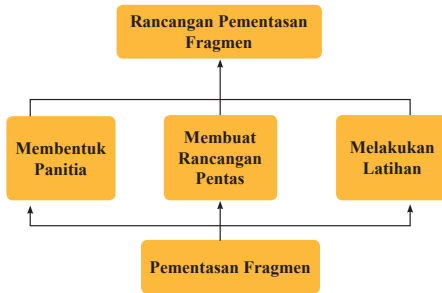 Rancangan Pementasan
Fragmen
Membentuk
Panitia
Membuat
Rancangan
Pentas
Melakukan
Latihan
Pementasan Fragmen